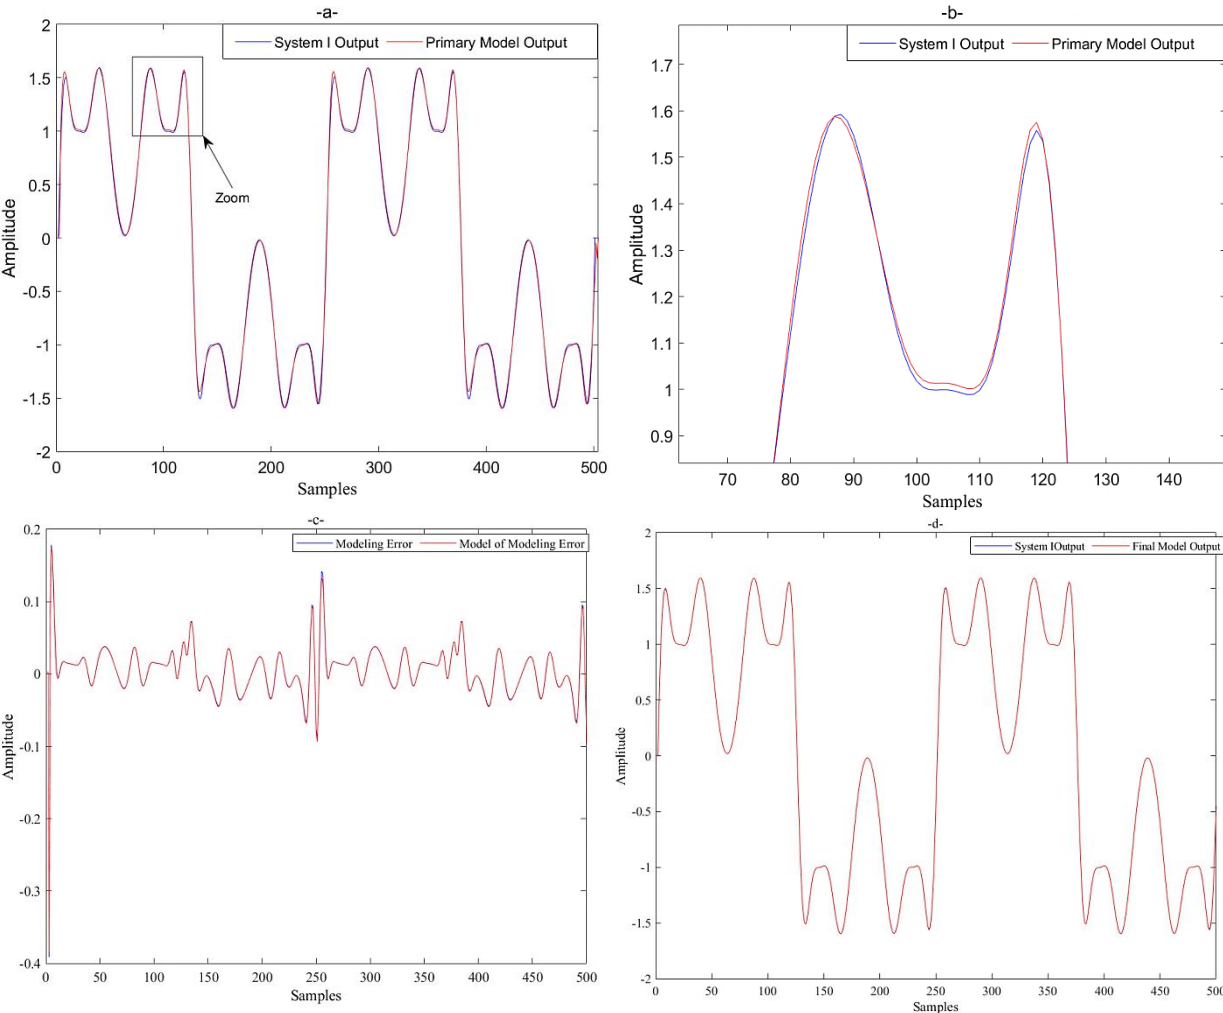 -a-
System I Output
Primary Model Output
Zoom
Amplitude
2
1.5
1
0.5
0
-0.5
-1
-1.5
-2
0 100 200 300 400 500
Samples
-b-
System I Output
Primary Model Output
Amplitude
1.7
1.6
1.5
1.4
1.3
1.2
1.1
1
0.9
70 80 90 100 110 120 130 140
Samples
-c-
Modeling Error
Model of Modeling Error
Amplitude
0.2
0.1
0
-0.1
-0.2
-0.3
-0.4
0 50 100 150 200 250 300 350 400 450 500
Samples
-d-
System IOutput
Final Model Output
Amplitude
2
1.5
1
0.5
0
-0.5
-1
-1.5
-2
0 50 100 150 200 250 300 350 400 450 500
Samples